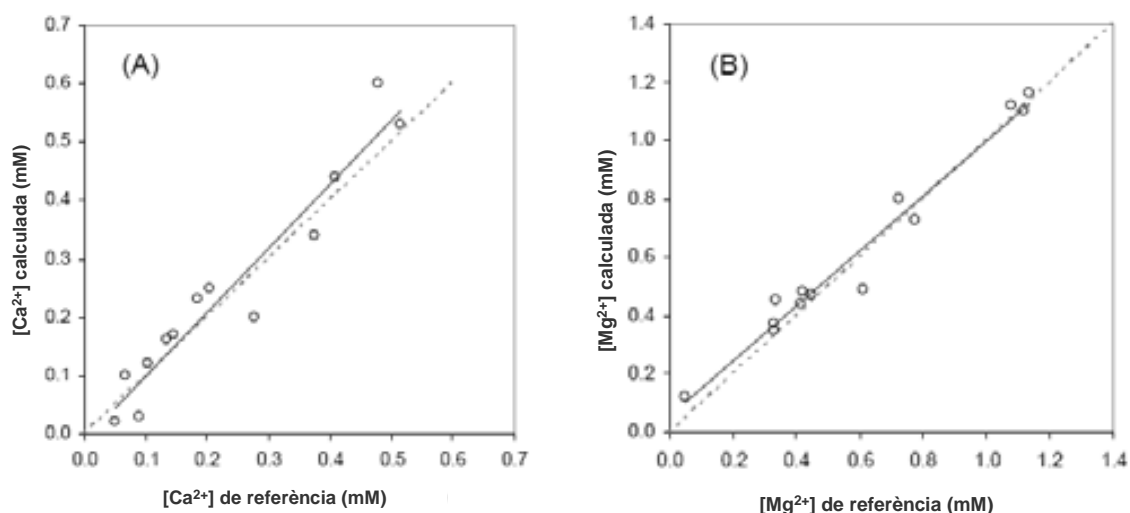 (A)
[Ca²⁺] calculada (mM)
0.7
0.6
0.5
0.4
0.3
0.2
0.1
0.0
0.0 0.1 0.2 0.3 0.4 0.5 0.6 0.7
[Ca²⁺] de referència (mM)
(B)
[Mg²⁺] calculada (mM)
1.4
1.2
1.0
0.8
0.6
0.4
0.2
0.0
0.0 0.2 0.4 0.6 0.8 1.0 1.2 1.4
[Mg²⁺] de referència (mM)